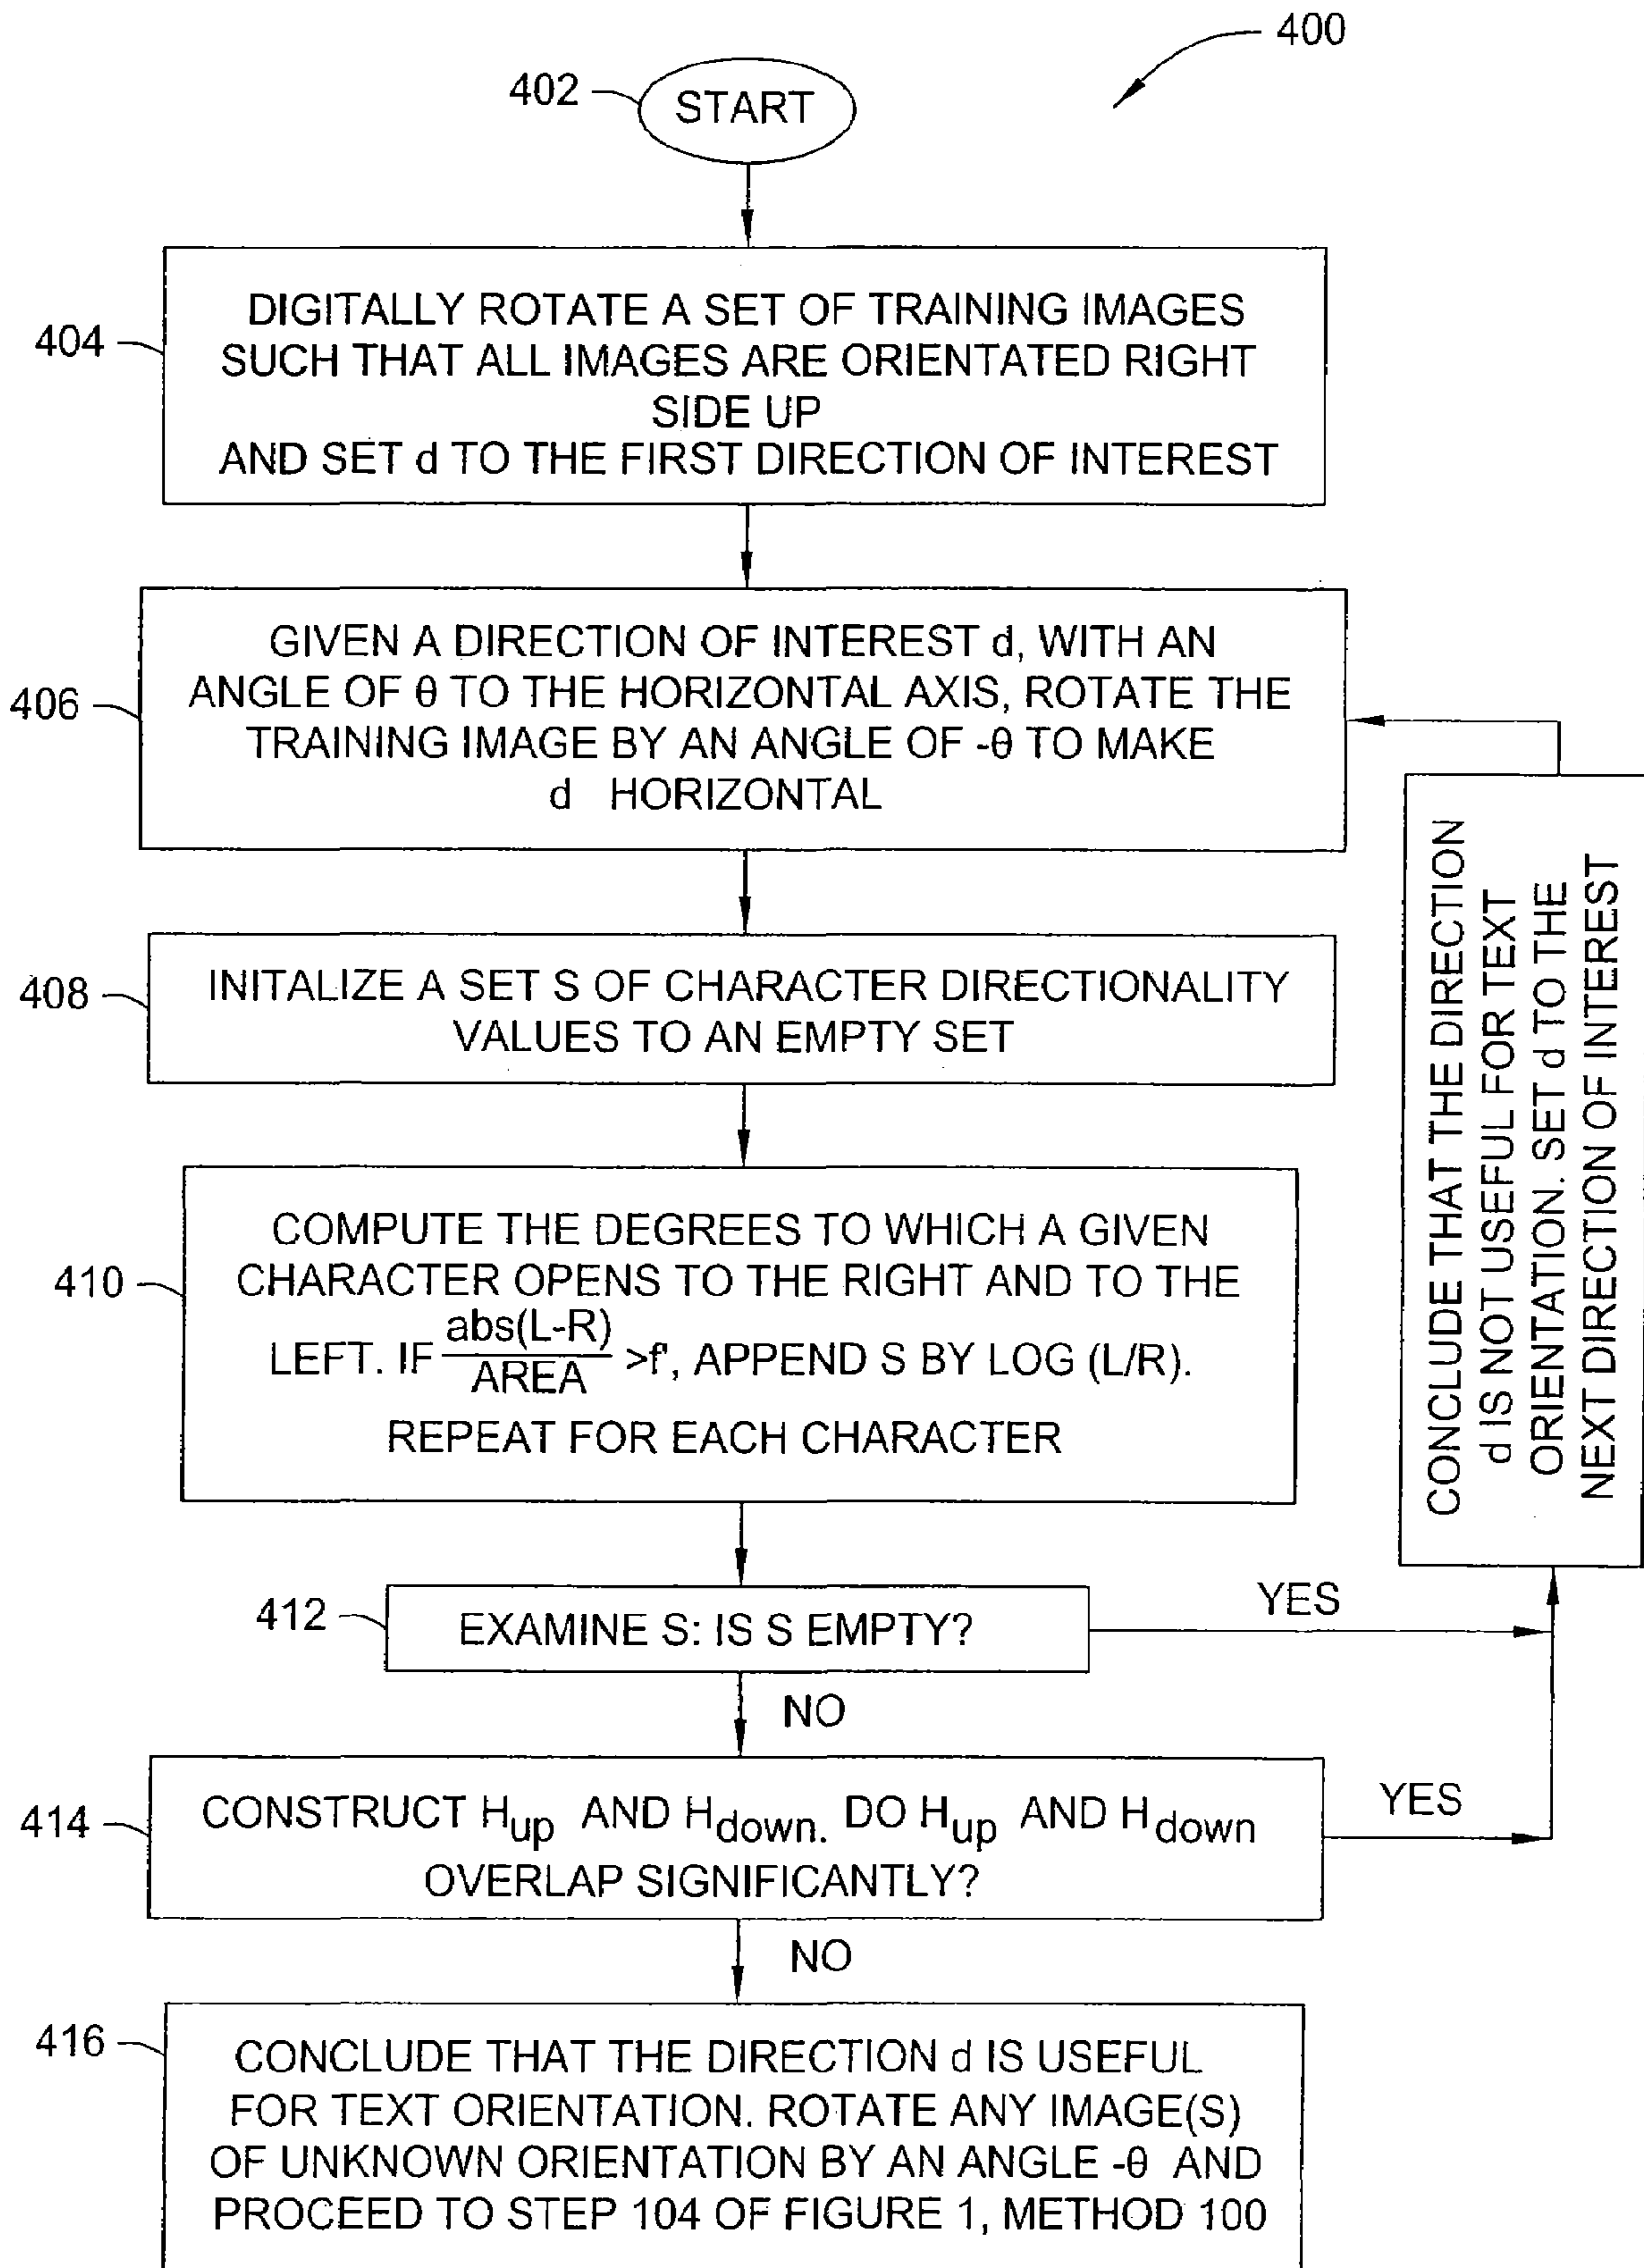 400
402
START
404
DIGITALLY ROTATE A SET OF TRAINING IMAGES
SUCH THAT ALL IMAGES ARE ORIENTATED RIGHT
SIDE UP
AND SET d TO THE FIRST DIRECTION OF INTEREST
406
GIVEN A DIRECTION OF INTEREST d, WITH AN
ANGLE OF θ TO THE HORIZONTAL AXIS, ROTATE THE
TRAINING IMAGE BY AN ANGLE OF -θ TO MAKE
d HORIZONTAL
408
INITALIZE A SET S OF CHARACTER DIRECTIONALITY
VALUES TO AN EMPTY SET
410
COMPUTE THE DEGREES TO WHICH A GIVEN
CHARACTER OPENS TO THE RIGHT AND TO THE
LEFT. IF abs(L-R)/AREA >f', APPEND S BY LOG (L/R).
REPEAT FOR EACH CHARACTER
CONCLUDE THAT THE DIRECTION
d IS NOT USEFUL FOR TEXT
ORIENTATION. SET d TO THE
NEXT DIRECTION OF INTEREST
412
EXAMINE S: IS S EMPTY?
YES
NO
414
CONSTRUCT Hup AND Hdown. DO Hup AND Hdown
OVERLAP SIGNIFICANTLY?
YES
NO
416
CONCLUDE THAT THE DIRECTION d IS USEFUL
FOR TEXT ORIENTATION. ROTATE ANY IMAGE(S)
OF UNKNOWN ORIENTATION BY AN ANGLE -θ AND
PROCEED TO STEP 104 OF FIGURE 1, METHOD 100